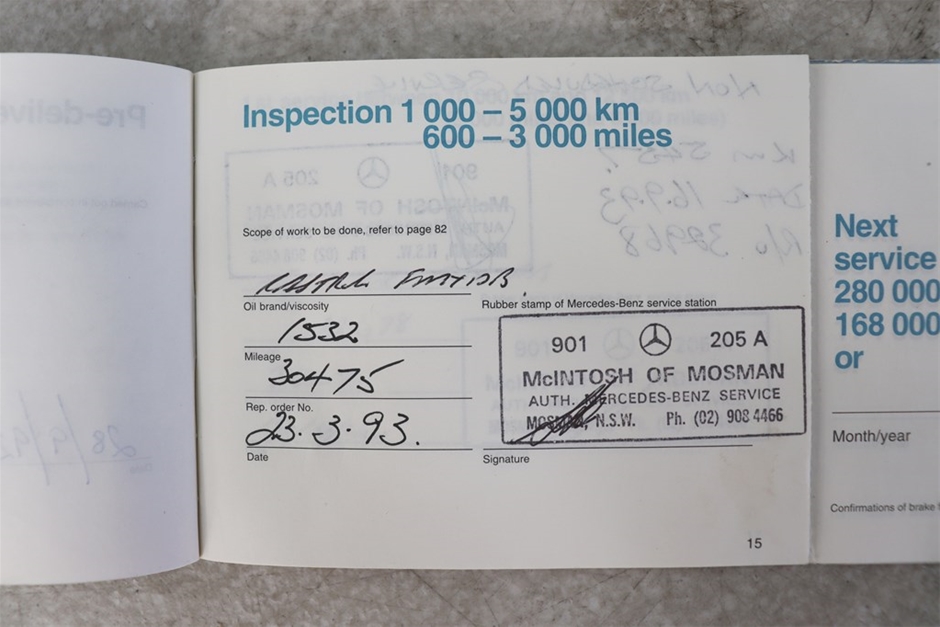 Inspection 1 000 – 5 000 km
600 – 3 000 miles
Scope of work to be done, refer to page 82
Oil brand/viscosity
1532
Mileage
30475
Rep. order No.
23.3.93.
Date
Rubber stamp of Mercedes-Benz service station
901 205 A
McINTOSH OF MOSMAN
AUTH. MERCEDES-BENZ SERVICE
MOSMAN, N.S.W. Ph. (02) 908 4466
Signature
15
Next
service
280 000
168 000
or
Month/year
Confirmations of brake